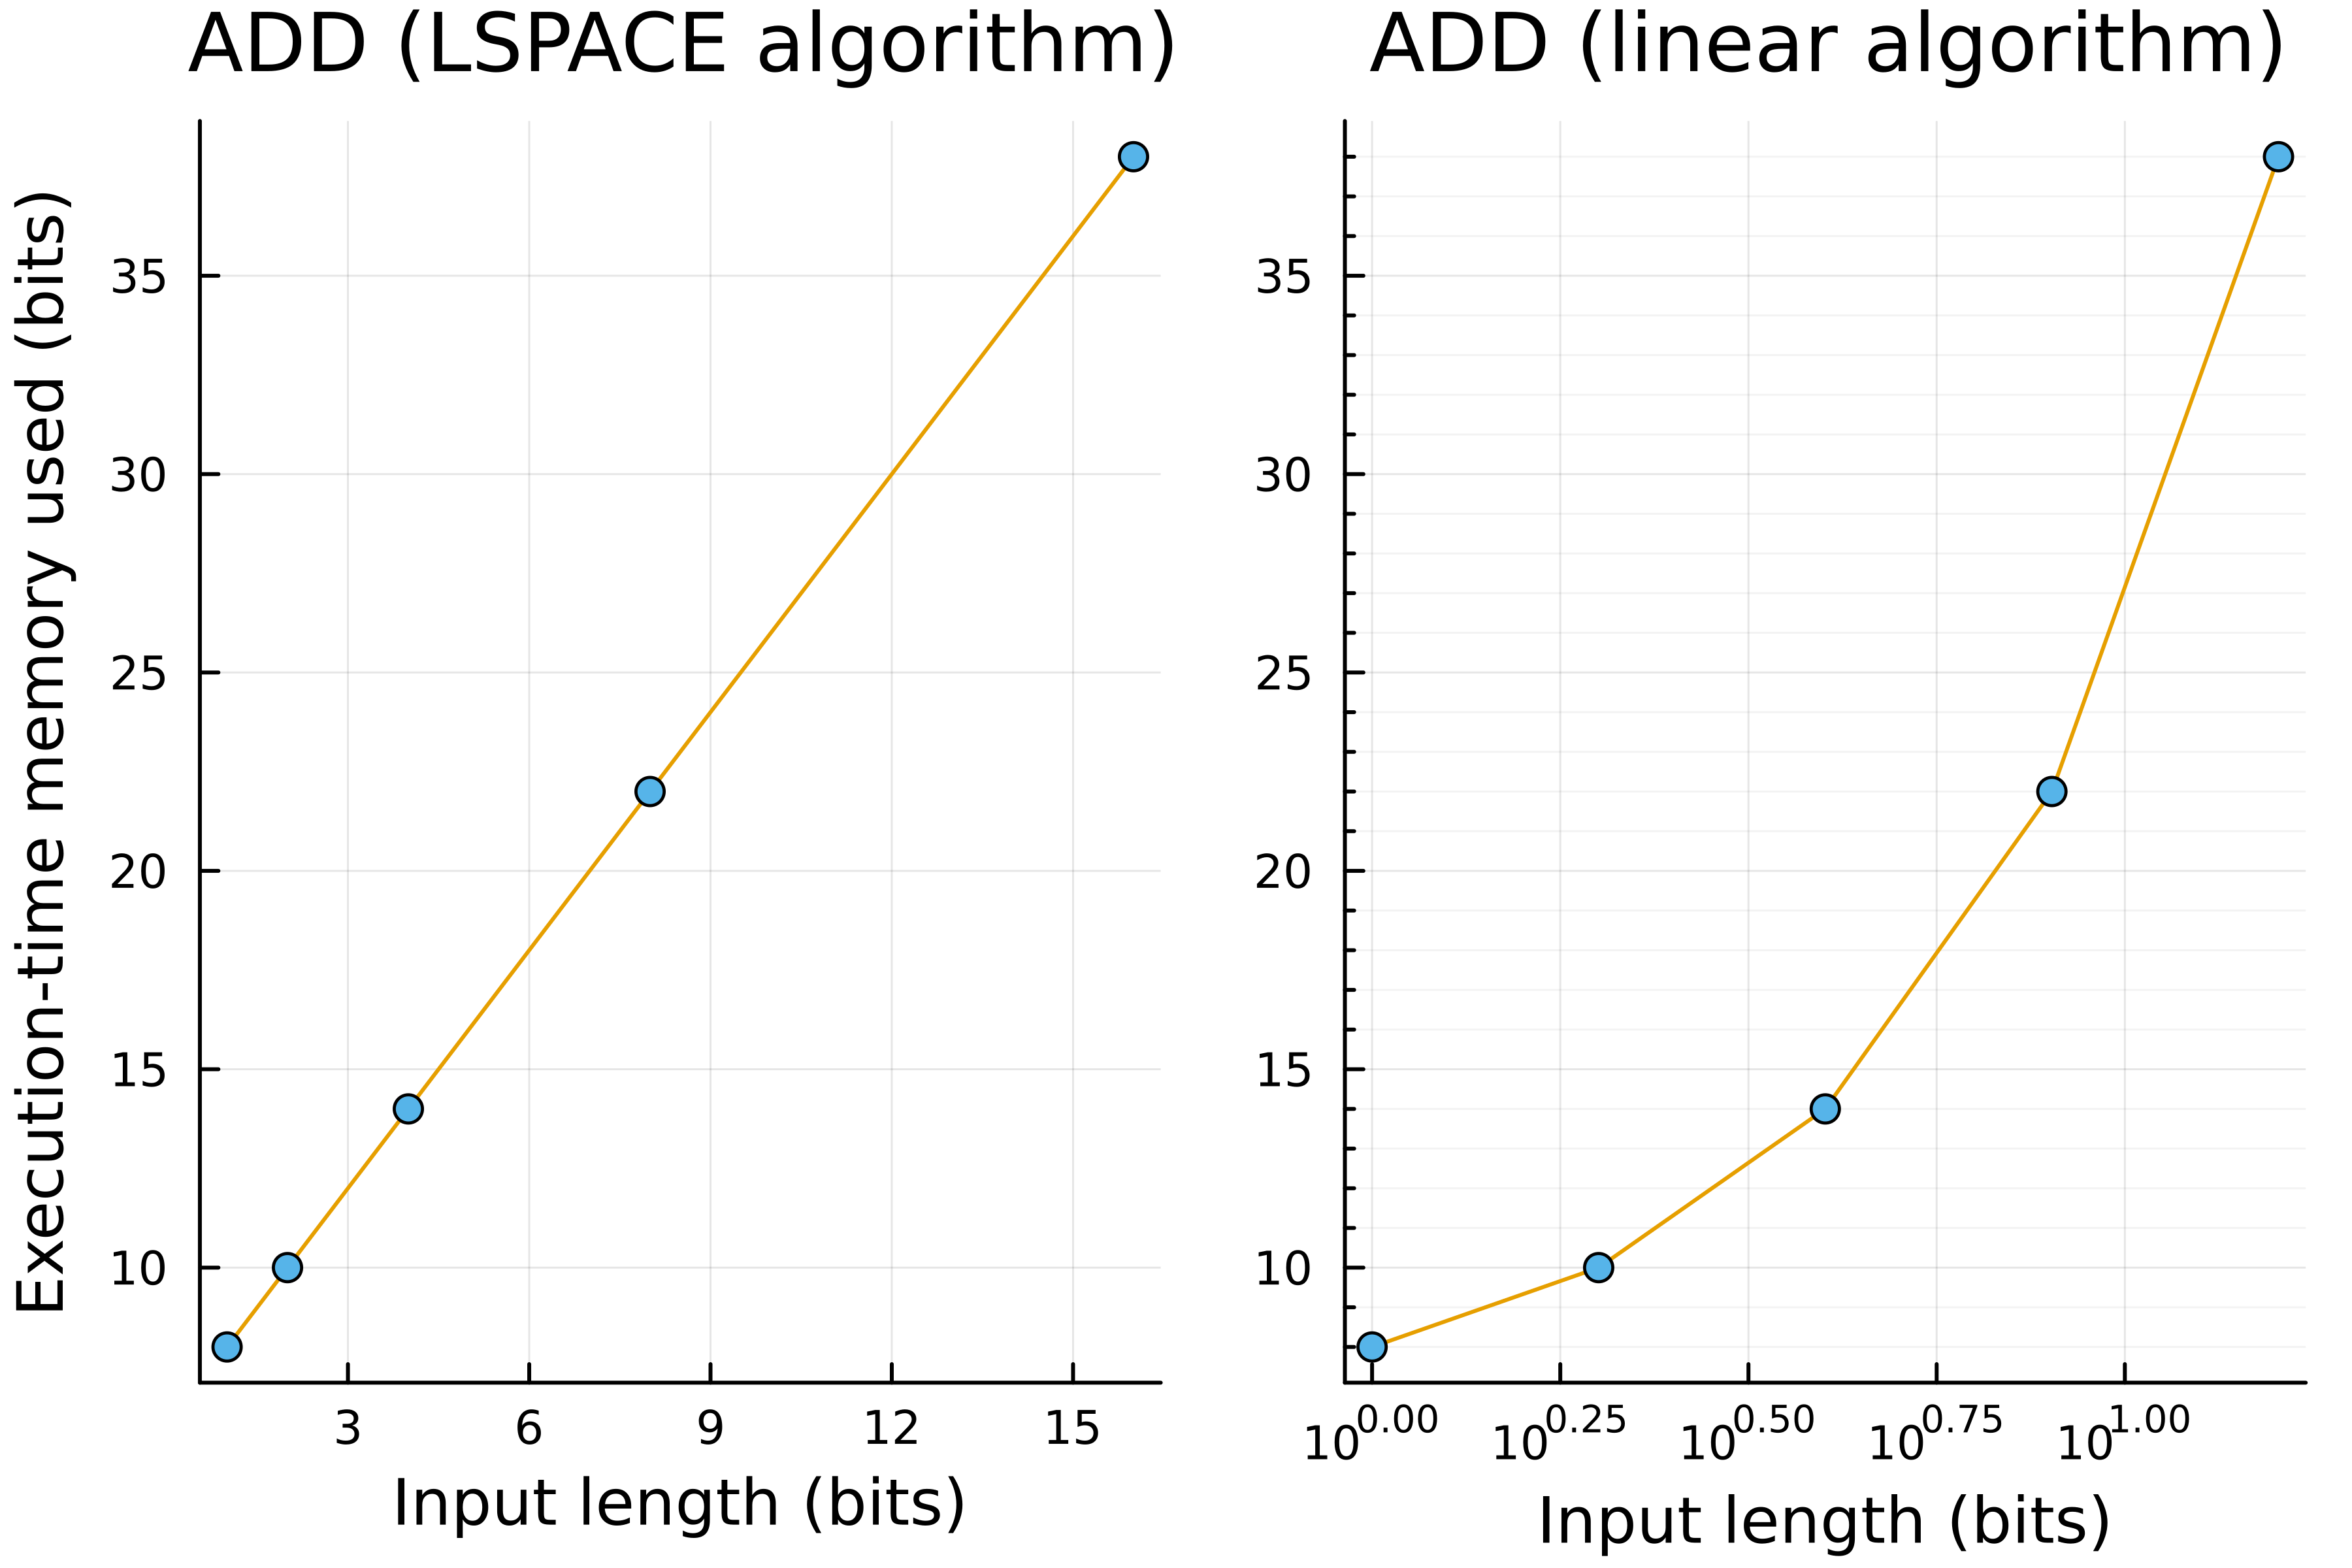 ADD (LSPACE algorithm)
Execution-time memory used (bits)
35
30
25
20
15
10
3 6 9 12 15
Input length (bits)
ADD (linear algorithm)
35
30
25
20
15
10
10^0.00 10^0.25 10^0.50 10^0.75 10^1.00
Input length (bits)